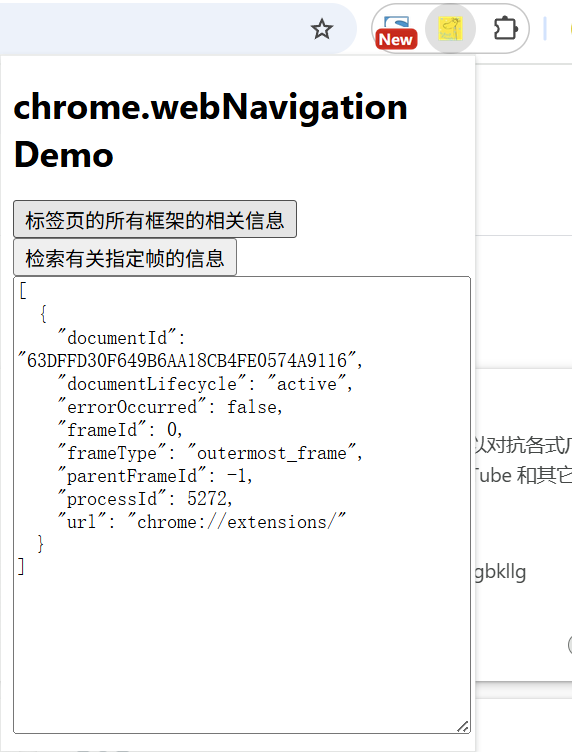 New
chrome.webNavigation
Demo
标签页的所有框架的相关信息
检索有关指定帧的信息
[
{
"documentId":
"63DFFD30F649B6AA18CB4FE0574A9116",
"documentLifecycle": "active",
"errorOccurred": false,
"frameId": 0,
"frameType": "outermost_frame",
"parentFrameId": -1,
"processId": 5272,
"url": "chrome://extensions/"
}
]
以对抗各式广
Tube 和其它
gbkllg